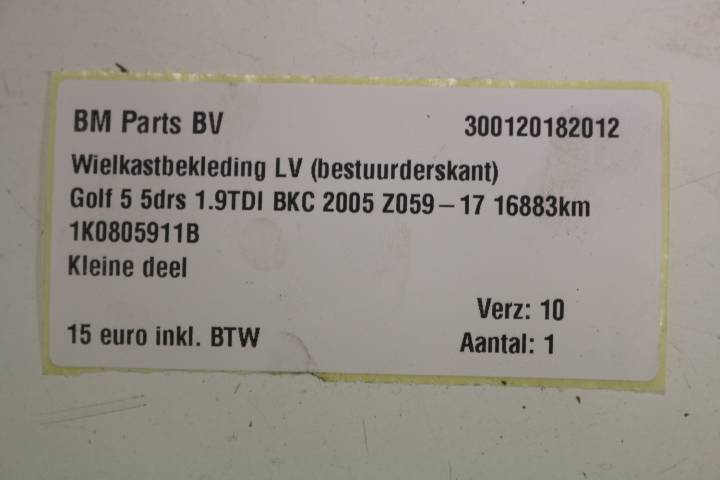 BM Parts BV 300120182012
Wielkastbekleding LV (bestuurderskant)
Golf 5 5drs 1.9TDI BKC 2005 Z059-17 16883km
1K0805911B
Kleine deel
Verz: 10
15 euro inkl. BTW Aantal: 1